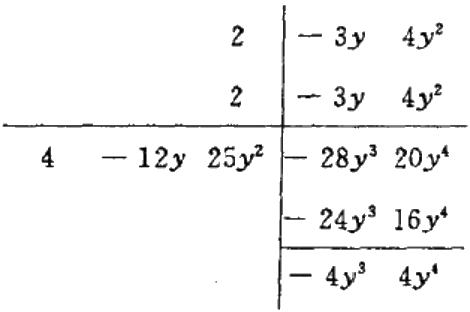 2 − 3y 4y²
2 − 3y 4y²
4 − 12y 25y² − 28y³ 20y⁴
− 24y³ 16y⁴
− 4y³ 4y⁴